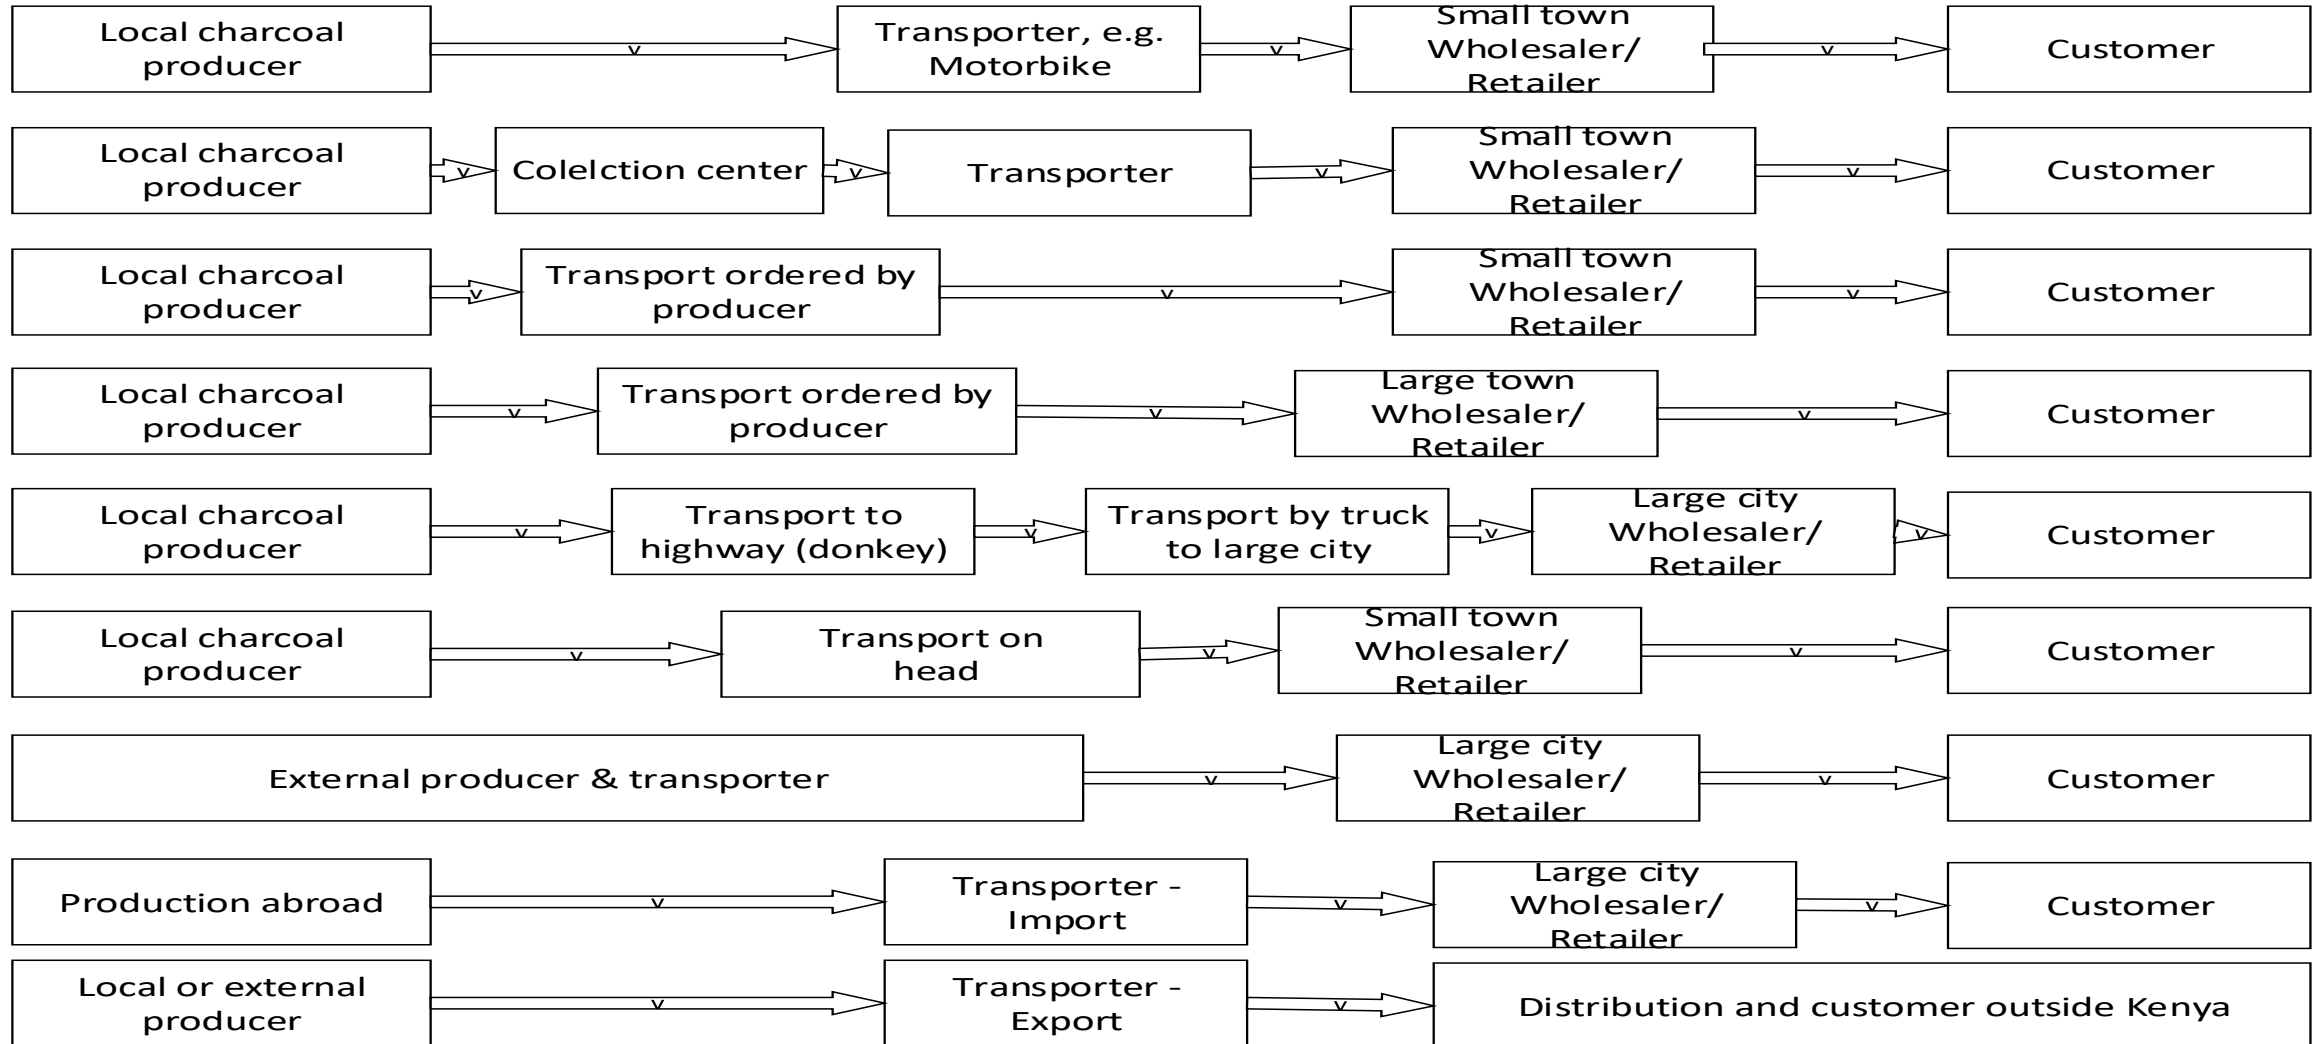 Local charcoal
producer
v
Transporter, e.g.
Motorbike
v
Small town
Wholesaler/
Retailer
v
Customer
Local charcoal
producer
v
Colelction center
v
Transporter
v
Small town
Wholesaler/
Retailer
v
Customer
Local charcoal
producer
v
Transport ordered by
producer
v
Small town
Wholesaler/
Retailer
v
Customer
Local charcoal
producer
v
Transport ordered by
producer
v
Large town
Wholesaler/
Retailer
v
Customer
Local charcoal
producer
v
Transport to
highway (donkey)
v
Transport by truck
to large city
v
Large city
Wholesaler/
Retailer
v
Customer
Local charcoal
producer
v
Transport on
head
v
Small town
Wholesaler/
Retailer
v
Customer
External producer & transporter
v
Large city
Wholesaler/
Retailer
v
Customer
Production abroad
v
Transporter -
Import
v
Large city
Wholesaler/
Retailer
v
Customer
Local or external
producer
v
Transporter -
Export
v
Distribution and customer outside Kenya